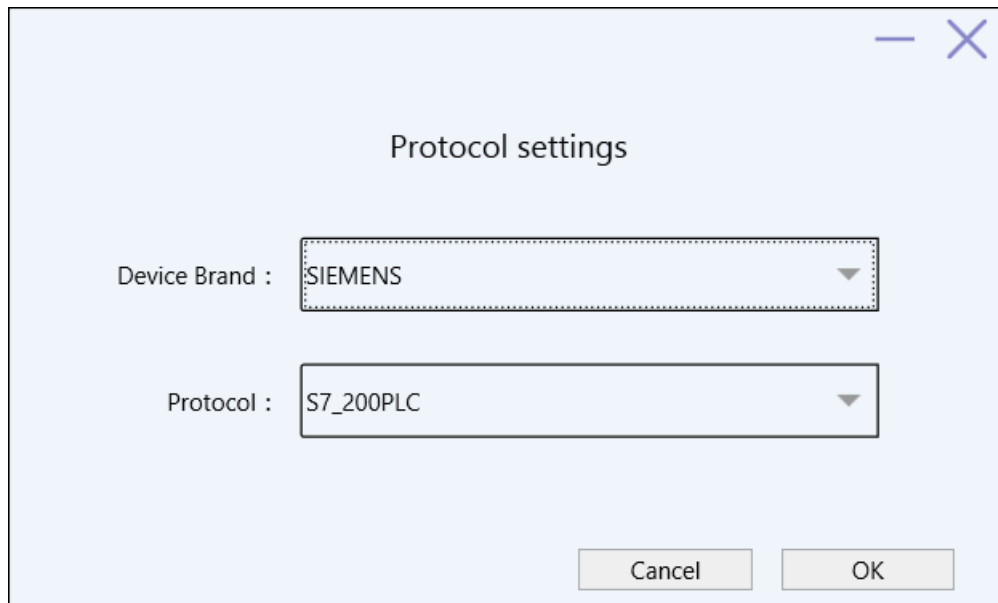 Protocol settings
Device Brand : SIEMENS
Protocol : S7_200PLC
Cancel OK